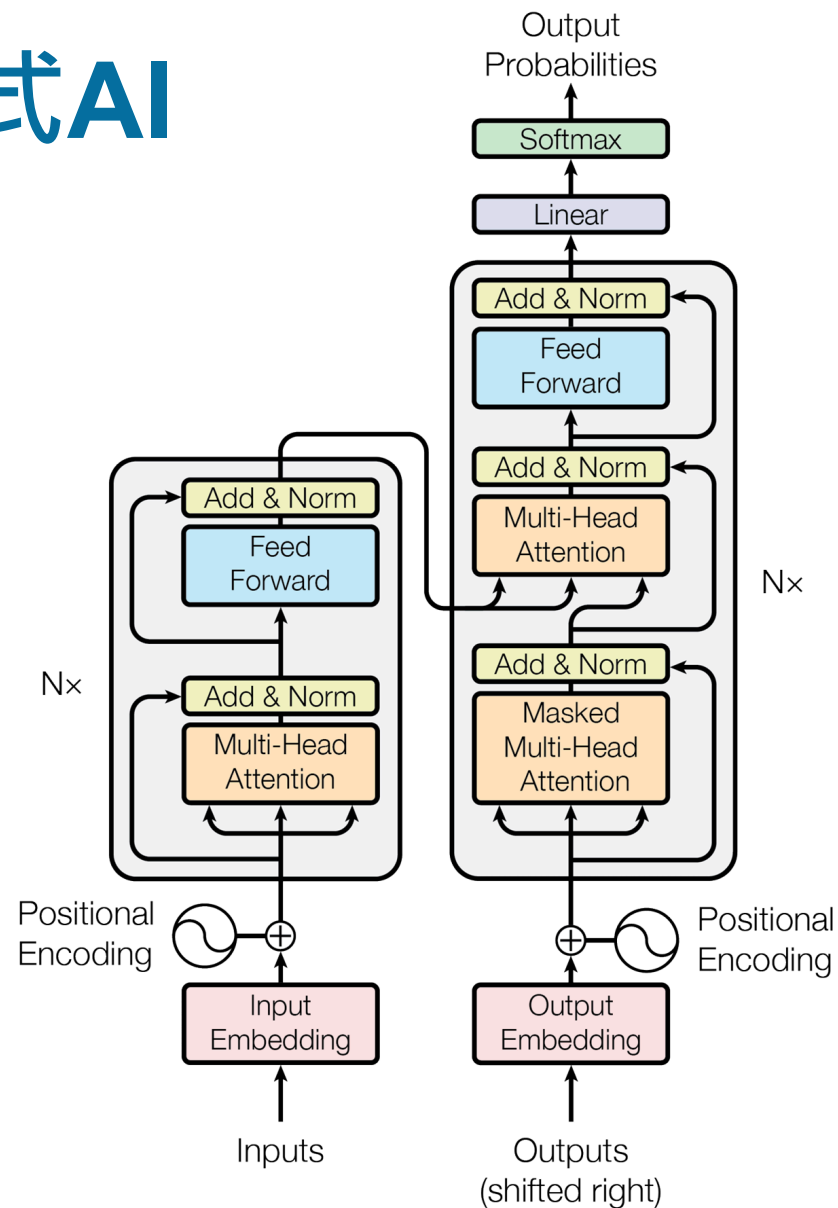 式AI
Output
Probabilities
Softmax
Linear
Add & Norm
Feed
Forward
Add & Norm
Multi-Head
Attention
Add & Norm
Masked
Multi-Head
Attention
N×
Add & Norm
Feed
Forward
Add & Norm
Multi-Head
Attention
N×
Positional
Encoding
Positional
Encoding
Input
Embedding
Output
Embedding
Inputs
Outputs
(shifted right)